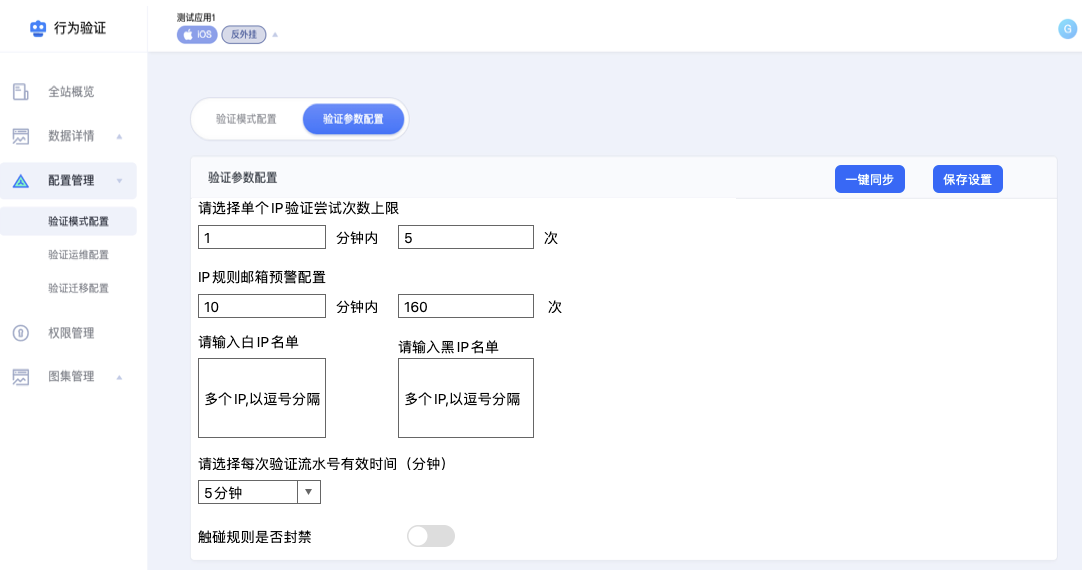 行为验证
测试应用1
iOS 反外挂
G
全站概览
数据详情
配置管理
验证模式配置
验证运维配置
验证迁移配置
权限管理
图集管理
验证模式配置 验证参数配置
验证参数配置 一键同步 保存设置
请选择单个IP验证尝试次数上限
1 分钟内 5 次
IP规则邮箱预警配置
10 分钟内 160 次
请输入白IP名单 请输入黑IP名单
多个IP,以逗号分隔 多个IP,以逗号分隔
请选择每次验证流水号有效时间（分钟）
5分钟
触碰规则是否封禁